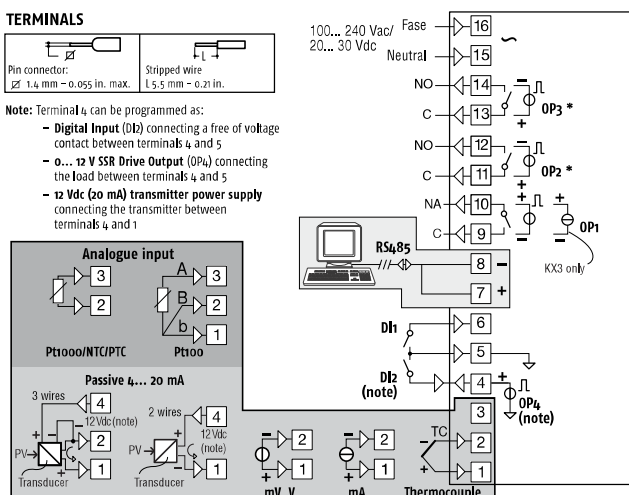 TERMINALS
Pin connector:
Ø 1.4 mm - 0.055 in. max.
L
Stripped wire
L 5.5 mm - 0.21 in.
Note: Terminal 4 can be programmed as:
– Digital Input (DI2) connecting a free of voltage
contact between terminals 4 and 5
– 0... 12 V SSR Drive Output (OP4) connecting
the load between terminals 4 and 5
– 12 Vdc (20 mA) transmitter power supply
connecting the transmitter between
terminals 4 and 1
100... 240 Vac/
20... 30 Vdc
Fase 16 ~
Neutral 15
NO 14
C 13
OP3 *
NO 12
C 11
OP2 *
NA 10
C 9
OP1
KX3 only
RS485
8 -
7 +
DI1
6
5
DI2
(note)
4
OP4
(note)
3
TC
2
1
Thermocouple
Analogue input
3
2
Pt1000/NTC/PTC
A 3
B 2
b 1
Pt100
Passive 4... 20 mA
3 wires
4
12 Vdc (note)
PV
2
1
Transducer
2 wires
4
12 Vdc
(note)
PV
2
1
Transducer
2
1
mV, V
2
1
mA